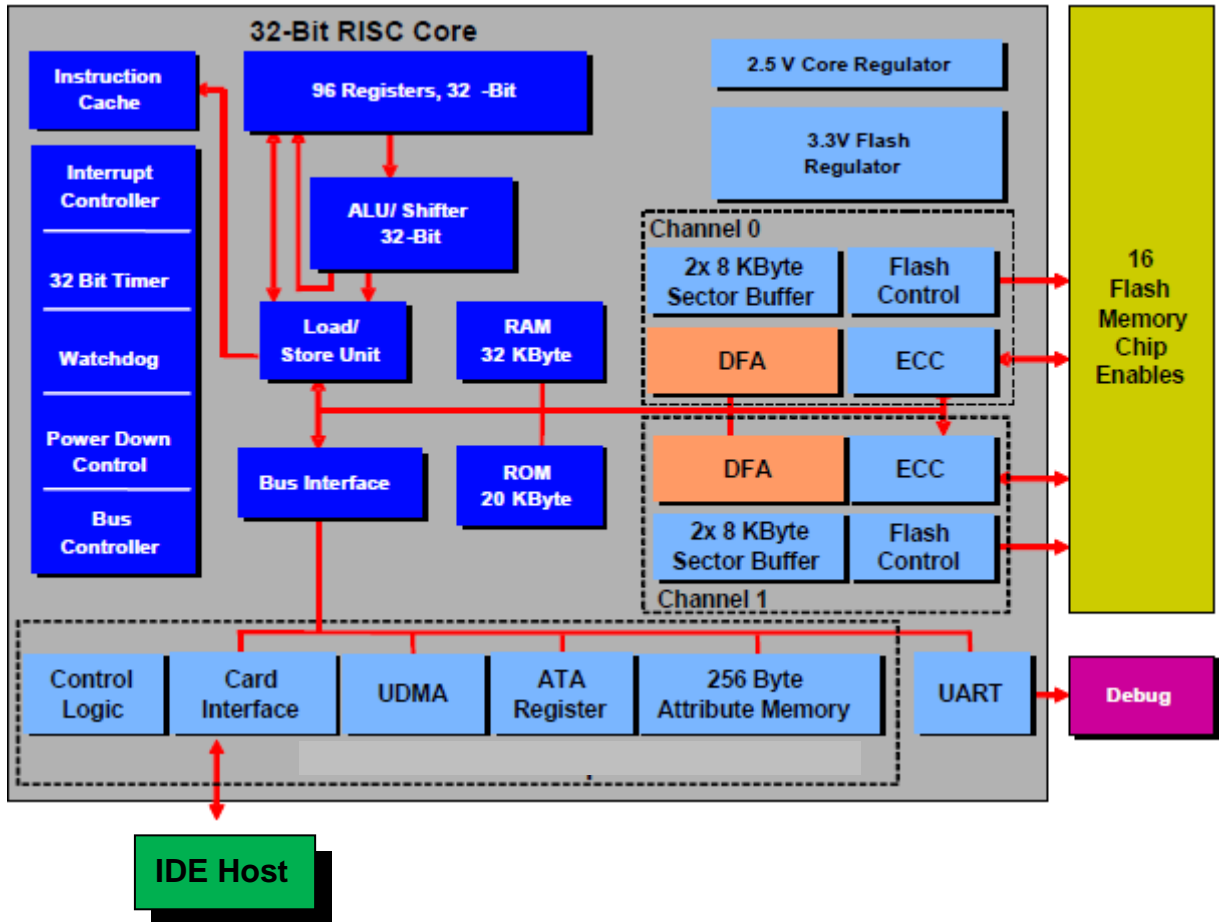 32-Bit RISC Core
Instruction
Cache
96 Registers, 32 -Bit
2.5 V Core Regulator
3.3V Flash
Regulator
Interrupt
Controller
32 Bit Timer
Watchdog
Power Down
Control
Bus
Controller
ALU/ Shifter
32-Bit
Load/
Store Unit
RAM
32 KByte
Bus Interface
ROM
20 KByte
Channel 0
2x 8 KByte
Sector Buffer
Flash
Control
DFA
ECC
DFA
ECC
2x 8 KByte
Sector Buffer
Flash
Control
Channel 1
16
Flash
Memory
Chip
Enables
Control
Logic
Card
Interface
UDMA
ATA
Register
256 Byte
Attribute Memory
UART
Debug
IDE Host